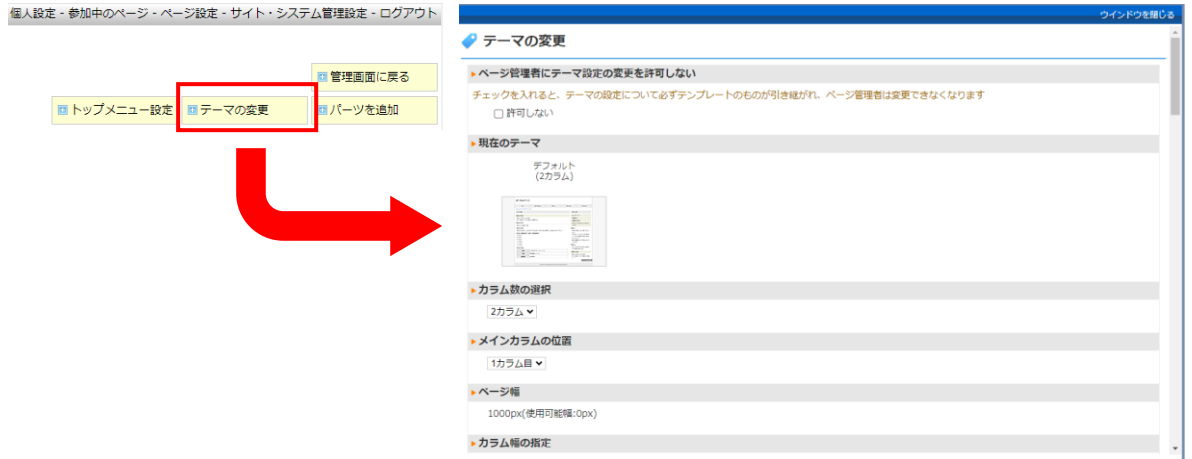 個人設定 - 参加中のページ - ページ設定 - サイト・システム管理設定 - ログアウト
管理画面に戻る
トップメニュー設定
テーマの変更
パーツを追加
ウインドウを閉じる
テーマの変更
ページ管理者にテーマ設定の変更を許可しない
チェックを入れると、テーマの設定について必ずテンプレートのものが引き継がれ、ページ管理者は変更できなくなります
許可しない
現在のテーマ
デフォルト
(2カラム)
カラム数の選択
2カラム
メインカラムの位置
1カラム目
ページ幅
1000px(使用可能幅:0px)
カラム幅の指定